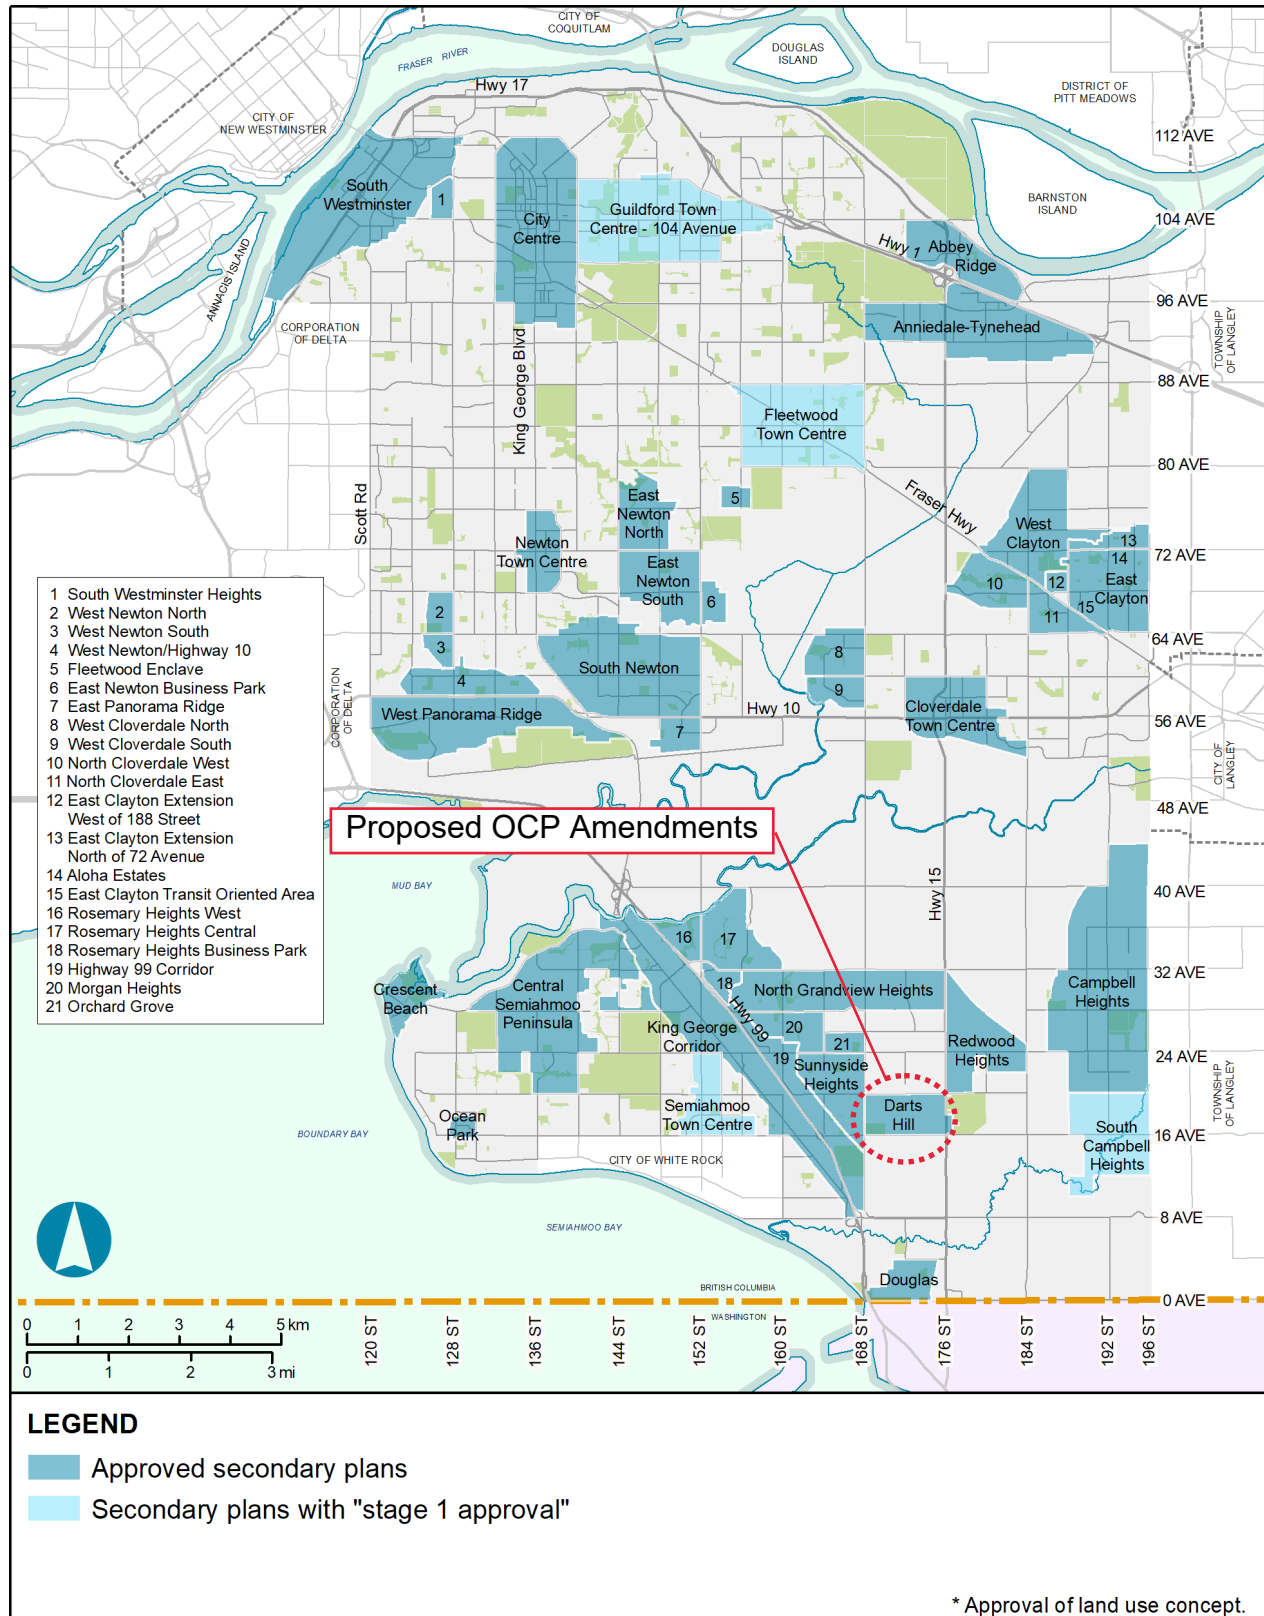 CITY OF
COQUITLAM
FRASER RIVER
DOUGLAS
ISLAND
Hwy 17
DISTRICT OF
PITT MEADOWS
CITY OF
NEW WESTMINSTER
112 AVE
South
Westminster
1
City
Centre
Guildford Town
Centre - 104 Avenue
BARNSTON
ISLAND
104 AVE
Hwy 1
Abbey
Ridge
ANNACIS ISLAND
96 AVE
CORPORATION
OF DELTA
King George Blvd
Anniedale-Tynehead
TOWNSHIP
OF LANGLEY
88 AVE
Fleetwood
Town Centre
80 AVE
Scott Rd
East
Newton
North
5
Fraser Hwy
West
Clayton
13
Newton
Town Centre
72 AVE
14
East
Newton
South
6
10
12
East
Clayton
15
11
1 South Westminster Heights
2 West Newton North
3 West Newton South
4 West Newton/Highway 10
5 Fleetwood Enclave
6 East Newton Business Park
7 East Panorama Ridge
8 West Cloverdale North
9 West Cloverdale South
10 North Cloverdale West
11 North Cloverdale East
12 East Clayton Extension
West of 188 Street
13 East Clayton Extension
North of 72 Avenue
14 Aloha Estates
15 East Clayton Transit Oriented Area
16 Rosemary Heights West
17 Rosemary Heights Central
18 Rosemary Heights Business Park
19 Highway 99 Corridor
20 Morgan Heights
21 Orchard Grove
2
3
64 AVE
8
4
South Newton
9
CORPORATION
OF DELTA
West Panorama Ridge
Hwy 10
Cloverdale
Town Centre
56 AVE
7
CITY OF
LANGLEY
48 AVE
Proposed OCP Amendments
MUD BAY
Hwy 15
40 AVE
16
17
32 AVE
Crescent
Beach
Central
Semiahmoo
Peninsula
18
North Grandview Heights
Campbell
Heights
Hwy 99
King George
Corridor
20
21
Redwood
Heights
24 AVE
19
Sunnyside
Heights
TOWNSHIP
OF LANGLEY
Ocean
Park
Semiahmoo
Town Centre
Darts
Hill
South
Campbell
Heights
BOUNDARY BAY
16 AVE
CITY OF WHITE ROCK
8 AVE
SEMIAHMOO BAY
Douglas
BRITISH COLUMBIA
0 AVE
WASHINGTON
0 1 2 3 4 5 km
0 1 2 3 mi
120 ST
128 ST
136 ST
144 ST
152 ST
160 ST
168 ST
176 ST
184 ST
192 ST
196 ST
LEGEND
Approved secondary plans
Secondary plans with "stage 1 approval"
* Approval of land use concept.